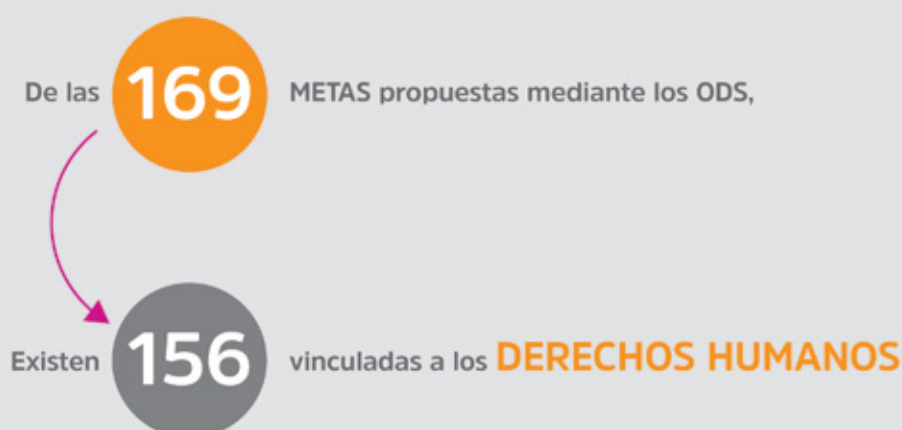 De las 169 METAS propuestas mediante los ODS,
Existen 156 vinculadas a los DERECHOS HUMANOS